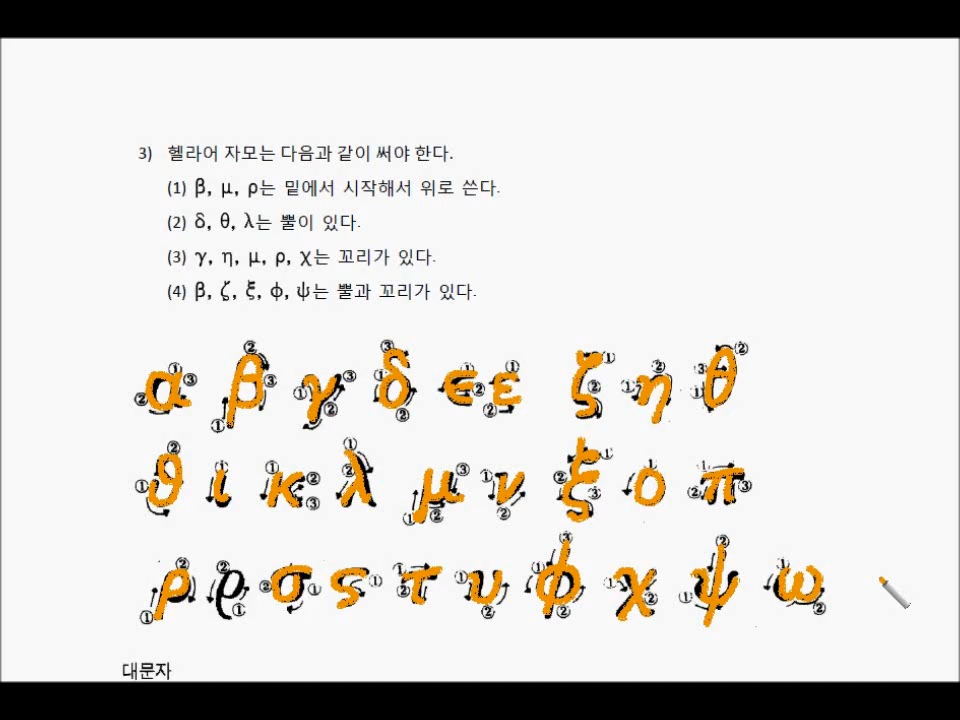 3) 헬라어 자모는 다음과 같이 써야 한다.
(1) β, μ, ρ는 밑에서 시작해서 위로 쓴다.
(2) δ, θ, λ는 뿔이 있다.
(3) γ, η, μ, ρ, χ는 꼬리가 있다.
(4) β, ζ, ξ, φ, ψ는 뿔과 꼬리가 있다.
α β γ δ ϵ ε ζ η θ
ϑ ι κ λ μ ν ξ ο π
ρ ρ σ ς τ υ φ χ ψ ω
대문자